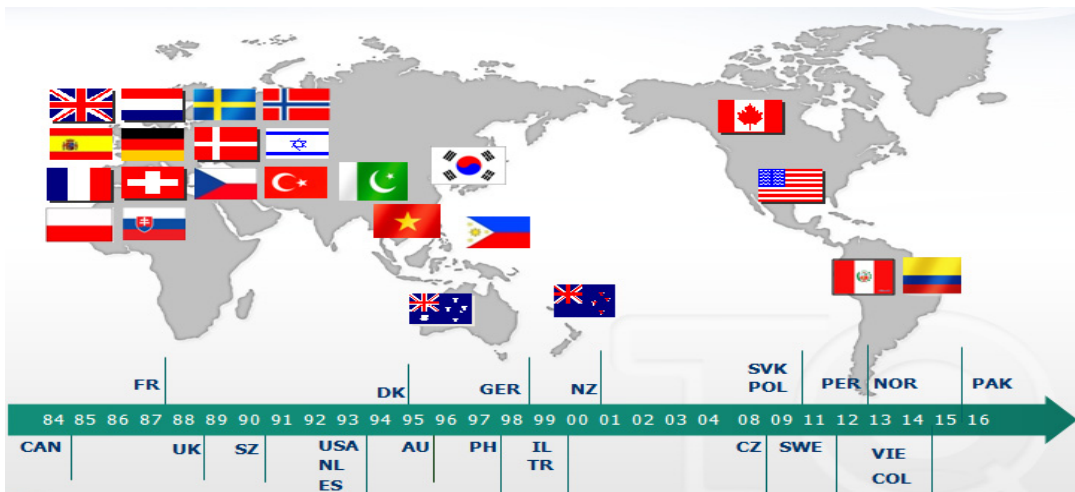 FR DK GER NZ SVK
POL PER NOR PAK
84 85 86 87 88 89 90 91 92 93 94 95 96 97 98 99 00 01 02 03 04 08 09 11 12 13 14 15 16
CAN UK SZ USA AU PH IL CZ SWE VIE
NL TR COL
ES